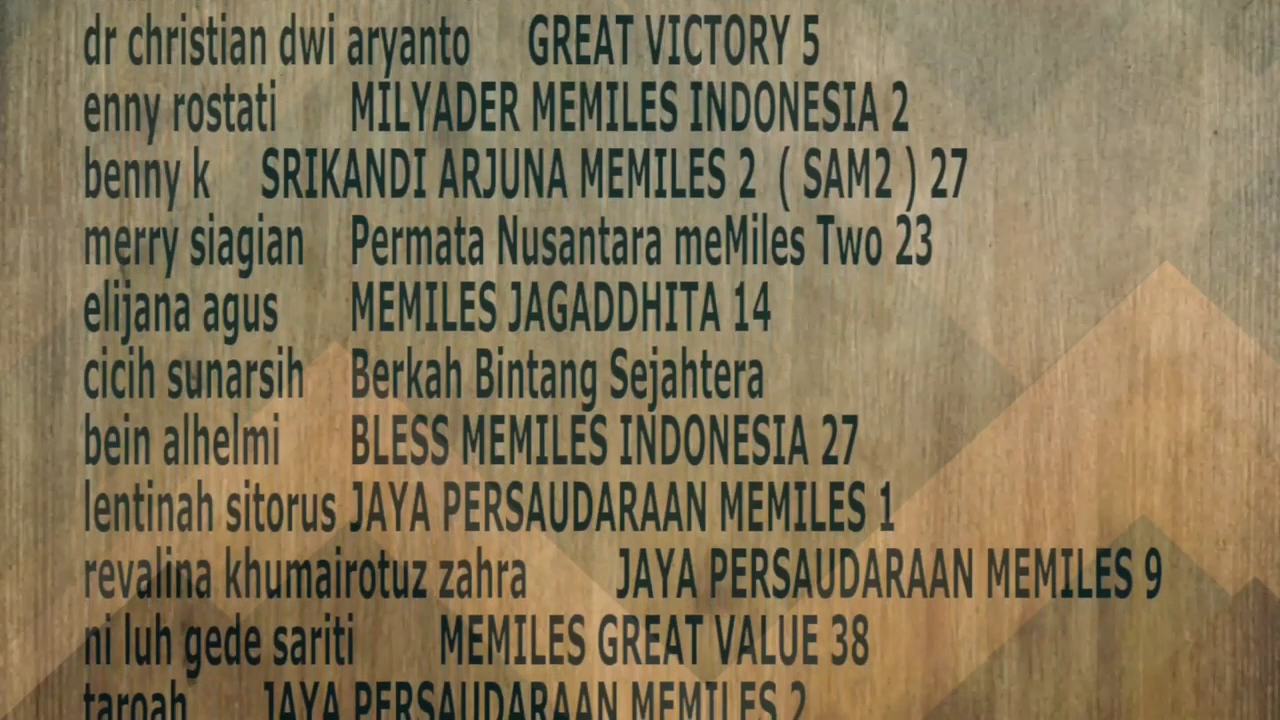 dr christian dwi aryanto GREAT VICTORY 5
enny rostati MILYADER MEMILES INDONESIA 2
benny k SRIKANDI ARJUNA MEMILES 2 ( SAM2 ) 27
merry siagian Permata Nusantara meMiles Two 23
elijana agus MEMILES JAGADDHITA 14
cicih sunarsih Berkah Bintang Sejahtera
bein alhelmi BLESS MEMILES INDONESIA 27
lentinah sitorus JAYA PERSAUDARAAN MEMILES 1
revalina khumairotuz zahra JAYA PERSAUDARAAN MEMILES 9
ni luh gede sariti MEMILES GREAT VALUE 38
JAYA PERSAUDARAAN MEMILES 2